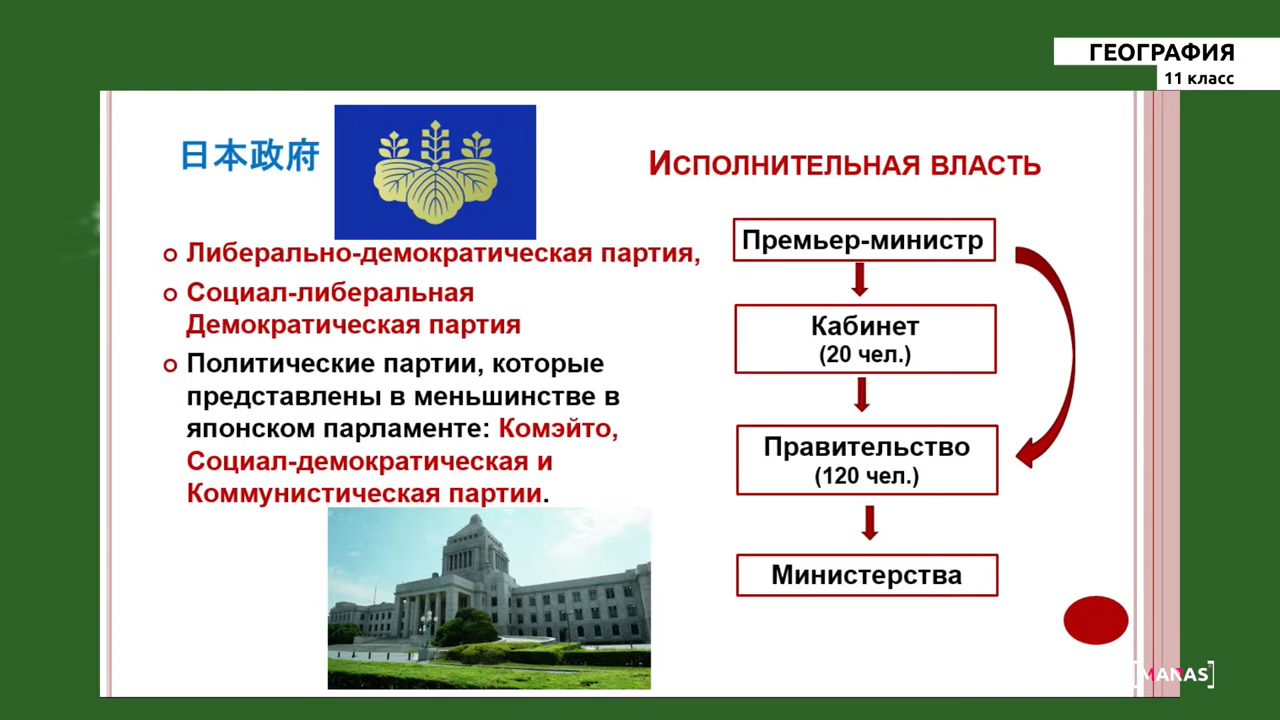 ГЕОГРАФИЯ
11 класс
日本政府
ИСПОЛНИТЕЛЬНАЯ ВЛАСТЬ
Либерально-демократическая партия,
Социал-либеральная
Демократическая партия
Политические партии, которые
представлены в меньшинстве в
японском парламенте: Комэйто,
Социал-демократическая и
Коммунистическая партии.
Премьер-министр
Кабинет
(20 чел.)
Правительство
(120 чел.)
Министерства
[MANAS]